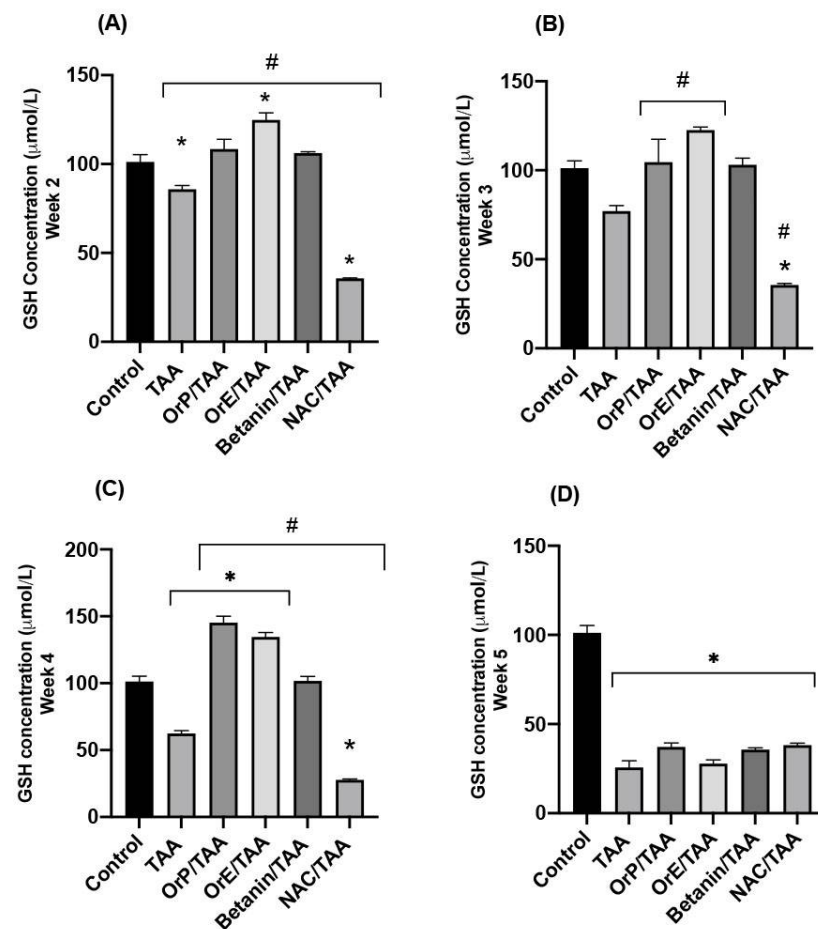 (A)
#
GSH Concentration (μmol/L)
Week 2
150
100
50
0
*
*
*
Control
TAA
OrP/TAA
OrE/TAA
Betanin/TAA
NAC/TAA
(B)
#
GSH Concentration (μmol/L)
Week 3
150
100
50
0
#
*
Control
TAA
OrP/TAA
OrE/TAA
Betanin/TAA
NAC/TAA
(C)
#
GSH concentration (μmol/L)
Week 4
200
150
100
50
0
*
*
Control
TAA
OrP/TAA
OrE/TAA
Betanin/TAA
NAC/TAA
(D)
GSH concentration (μmol/L)
Week 5
150
100
50
0
*
Control
TAA
OrP/TAA
OrE/TAA
Betanin/TAA
NAC/TAA